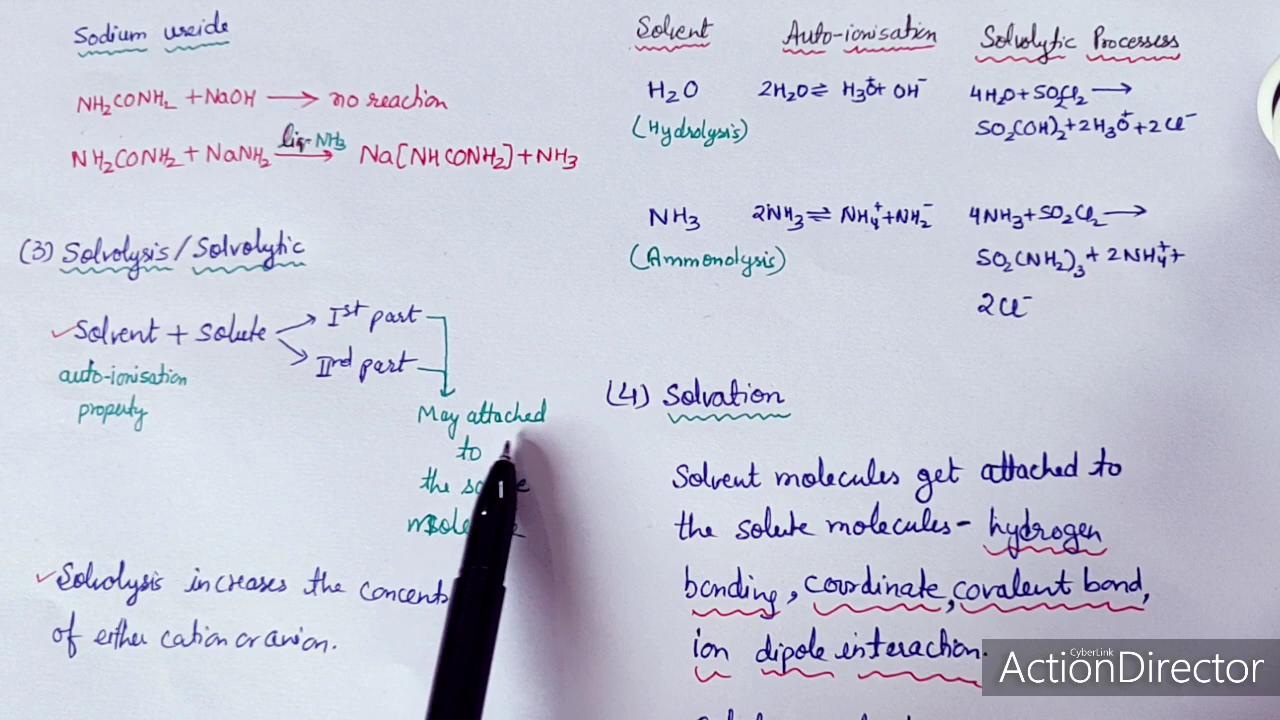 Sodium ureide
NH₂CONH₂ + NaOH ⟶ no reaction
NH₂CONH₂ + NaNH₂ liq. NH₃ ⟶ Na[NHCONH₂] + NH₃
(3) Solvolysis / Solvolytic
✓ Solvent + solute
Iˢᵗ part
IIⁿᵈ part
auto-ionisation
property
May attached
to
the
✓ Solvolysis increases the
of either cation or anion.
Solvent Auto-ionisation Solvolytic Processess
H₂O 2H₂O ⇌ H₃O⁺ + OH⁻ 4H₂O + SO₂Cl₂ ⟶
(Hydrolysis) SO₂(OH)₂ + 2H₃O⁺ + 2Cl⁻
NH₃ 2NH₃ ⇌ NH₄⁺ + NH₂⁻ 4NH₃ + SO₂Cl₂ ⟶
(Ammonolysis) SO₂(NH₂)₃ + 2NH₄⁺ +
2Cl⁻
(4) Solvation
Solvent molecules get attached to
the solute molecules - hydrogen
bonding, coordinate, covalent bond,
ion dipole interaction.
CyberLink
ActionDirector